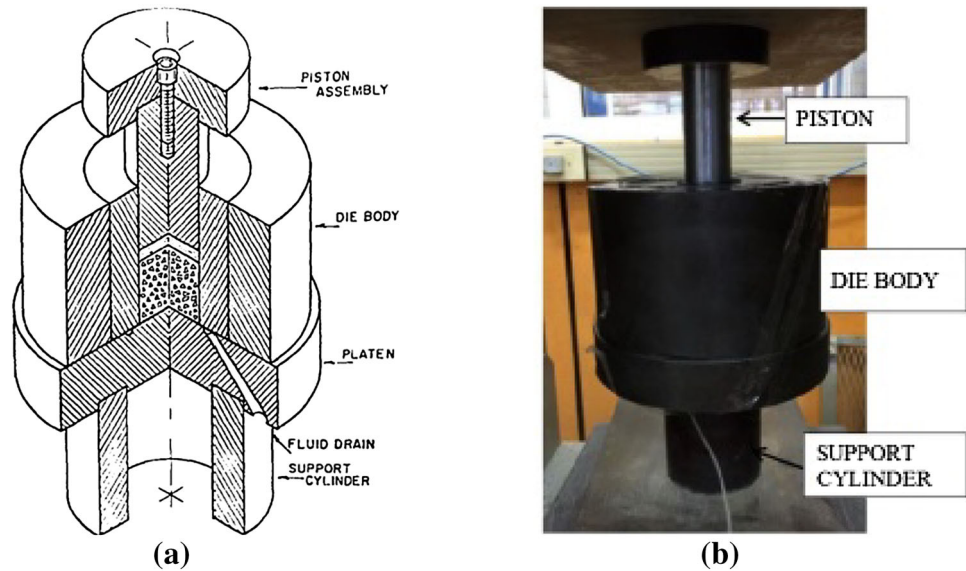 PISTON
ASSEMBLY
DIE BODY
PLATEN
FLUID DRAIN
SUPPORT
CYLINDER
(a)
PISTON
DIE BODY
SUPPORT
CYLINDER
(b)